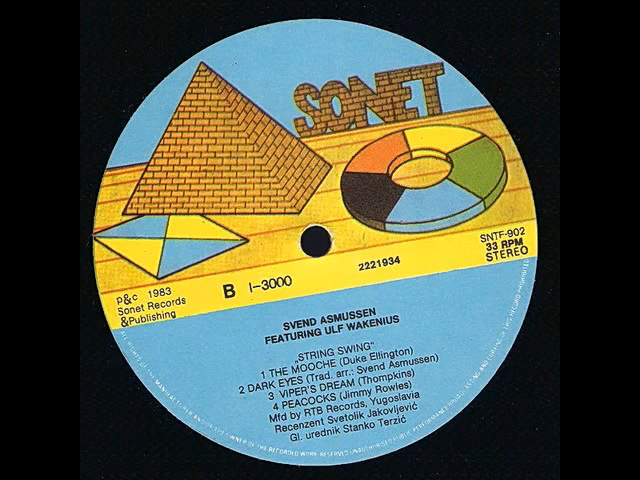 SONET
SNTF-902
33 RPM
STEREO
2221934
B I-3000
p&c 1983
Sonet Records
&Publishing
SVEND ASMUSSEN
FEATURING ULF WAKENIUS
„STRING SWING"
1 THE MOOCHE (Duke Ellington)
2 DARK EYES (Trad. arr.: Svend Asmussen)
3 VIPER'S DREAM (Thompkins)
4 PEACOCKS (Jimmy Rowles)
Mfd by RTB Records, Yugoslavia
Recenzent Svetolik Jakovljević
Gl. urednik Stanko Terzić